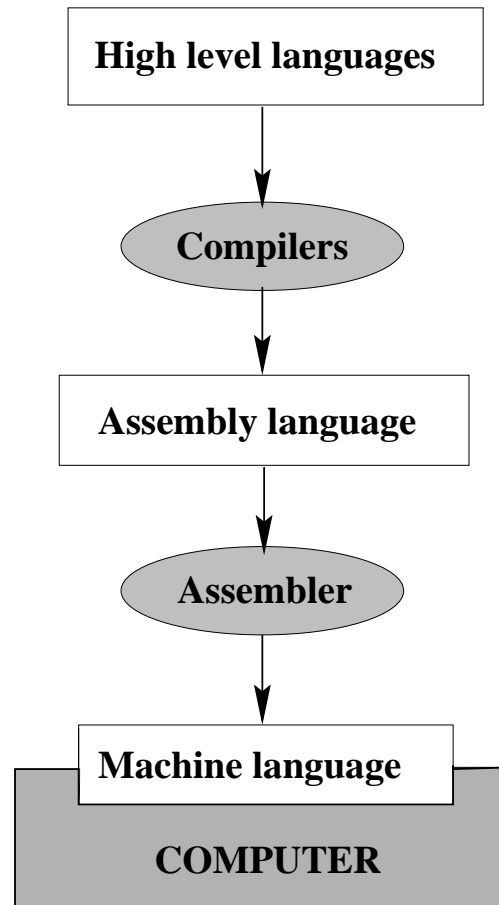 High level languages
Compilers
Assembly language
Assembler
Machine language
COMPUTER